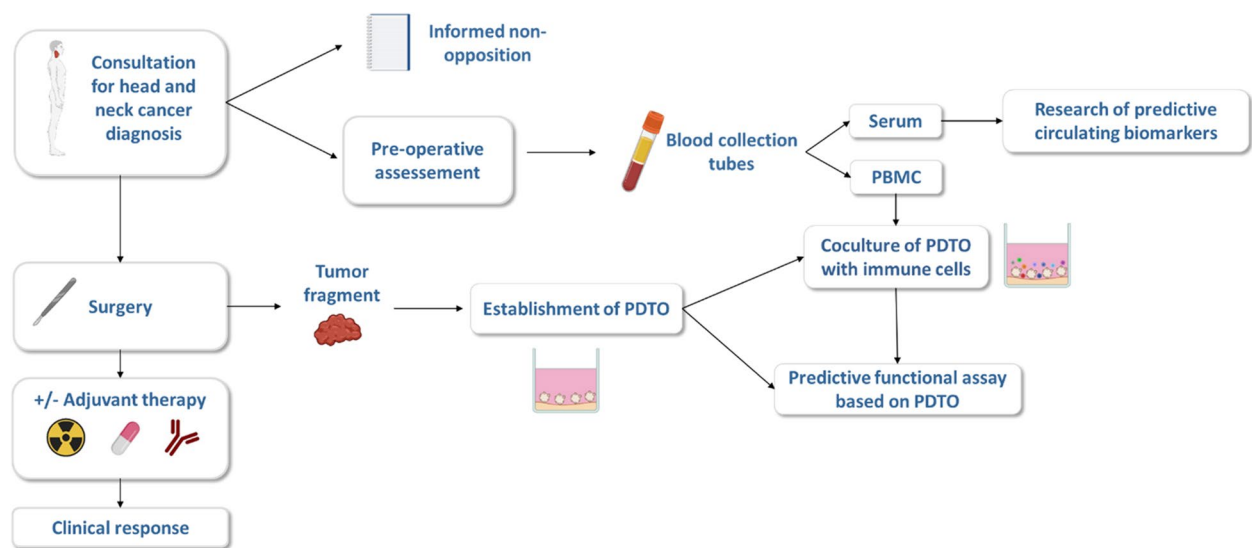 Consultation
for head and
neck cancer
diagnosis
Informed non-
opposition
Pre-operative
assessement
Blood collection
tubes
Serum
Research of predictive
circulating biomarkers
PBMC
Coculture of PDTO
with immune cells
Surgery
Tumor
fragment
Establishment of PDTO
Predictive functional assay
based on PDTO
+/- Adjuvant therapy
Clinical response